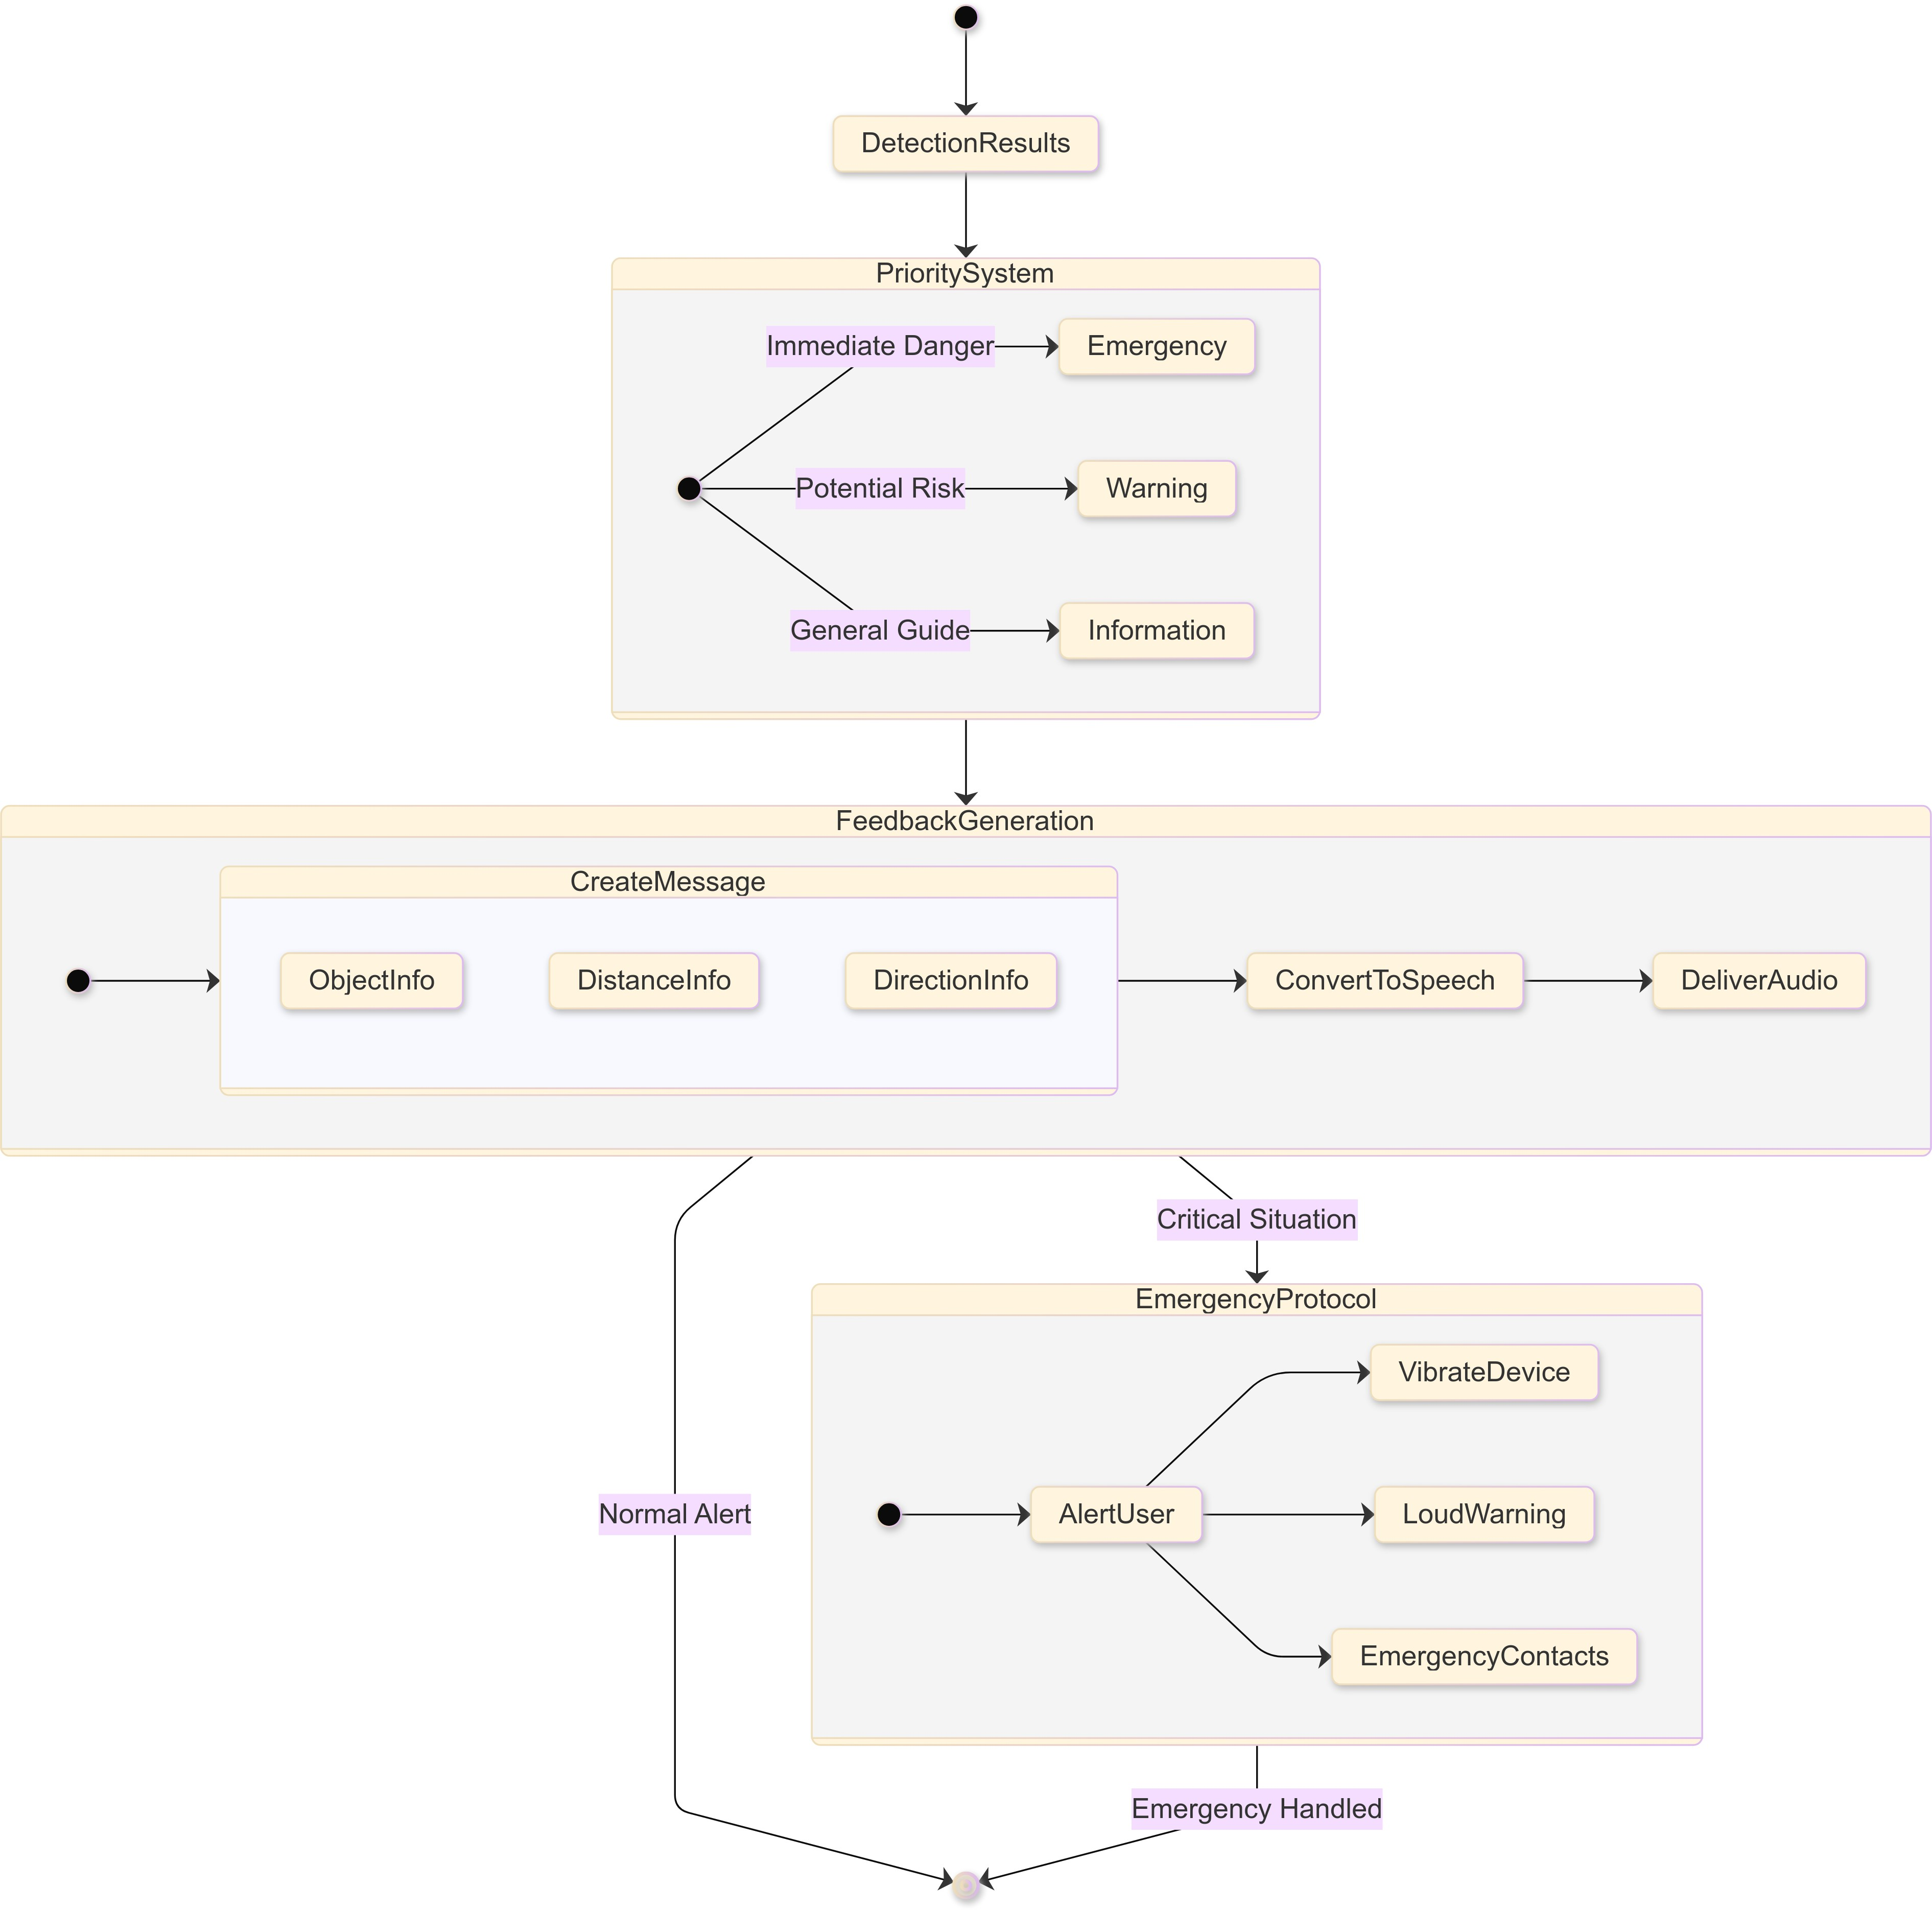 DetectionResults
PrioritySystem
Immediate Danger
Emergency
Potential Risk
Warning
General Guide
Information
FeedbackGeneration
CreateMessage
ObjectInfo
DistanceInfo
DirectionInfo
ConvertToSpeech
DeliverAudio
Critical Situation
EmergencyProtocol
VibrateDevice
Normal Alert
AlertUser
LoudWarning
EmergencyContacts
Emergency Handled